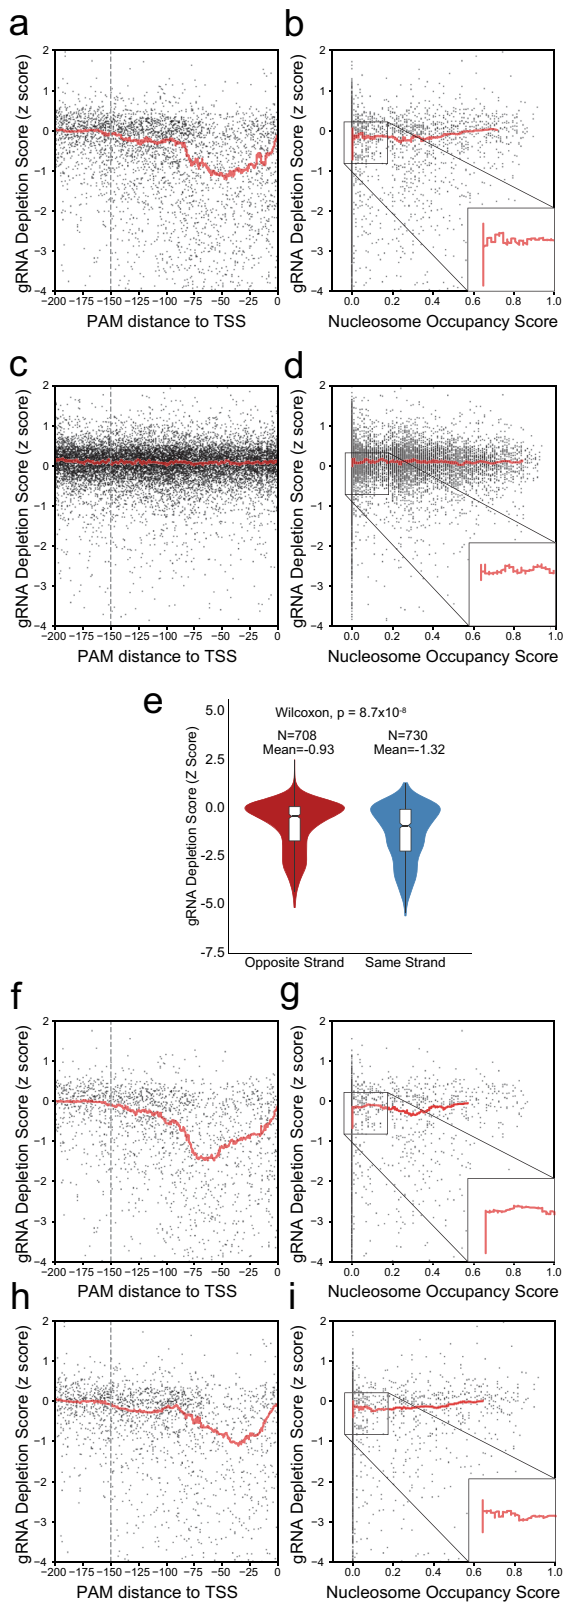 a
b
gRNA Depletion Score (z score)
2
1
0
−1
−2
−3
−4
−200 −175 −150 −125 −100 −75 −50 −25 0
PAM distance to TSS
gRNA Depletion Score (z score)
2
1
0
−1
−2
−3
−4
0.0 0.2 0.4 0.6 0.8 1.0
Nucleosome Occupancy Score
c
d
gRNA Depletion Score (z score)
2
1
0
−1
−2
−3
−4
−200 −175 −150 −125 −100 −75 −50 −25 0
PAM distance to TSS
gRNA Depletion Score (z score)
2
1
0
−1
−2
−3
−4
0.0 0.2 0.4 0.6 0.8 1.0
Nucleosome Occupancy Score
e
gRNA Depletion Score (Z Score)
5.0
2.5
0.0
-2.5
-5.0
-7.5
Wilcoxon, p = 8.7x10⁻⁸
N=708 N=730
Mean=-0.93 Mean=-1.32
Opposite Strand Same Strand
f
g
gRNA Depletion Score (z score)
2
1
0
−1
−2
−3
−4
−200 −175 −150 −125 −100 −75 −50 −25 0
PAM distance to TSS
gRNA Depletion Score (z score)
2
1
0
−1
−2
−3
−4
0.0 0.2 0.4 0.6 0.8 1.0
Nucleosome Occupancy Score
h
i
gRNA Depletion Score (z score)
2
1
0
−1
−2
−3
−4
−200 −175 −150 −125 −100 −75 −50 −25 0
PAM distance to TSS
gRNA Depletion Score (z score)
2
1
0
−1
−2
−3
−4
0.0 0.2 0.4 0.6 0.8 1.0
Nucleosome Occupancy Score